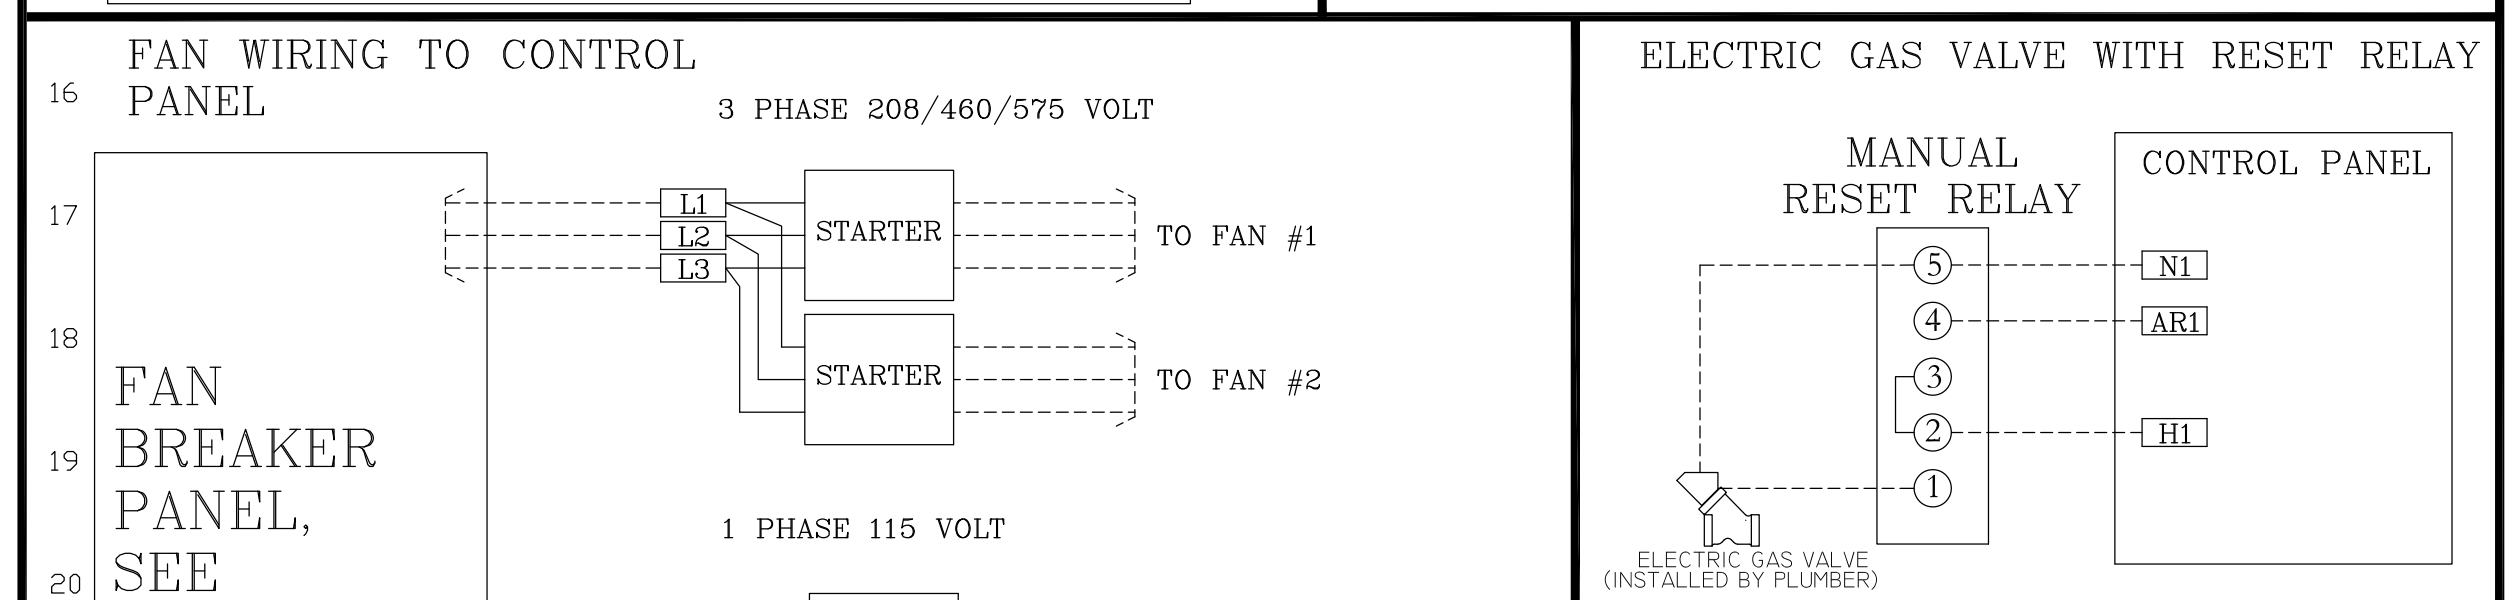 FAN WIRING TO CONTROL
PANEL
3 PHASE 208/460/575 VOLT
16
17
18
19
20
L1
L2
L3
STARTER
TO FAN #1
STARTER
TO FAN #2
FAN
BREAKER
PANEL,
SEE
1 PHASE 115 VOLT
ELECTRIC GAS VALVE WITH RESET RELAY
MANUAL
RESET RELAY
CONTROL PANEL
5
4
3
2
1
N1
AR1
H1
ELECTRIC GAS VALVE
(INSTALLED BY PLUMBER)